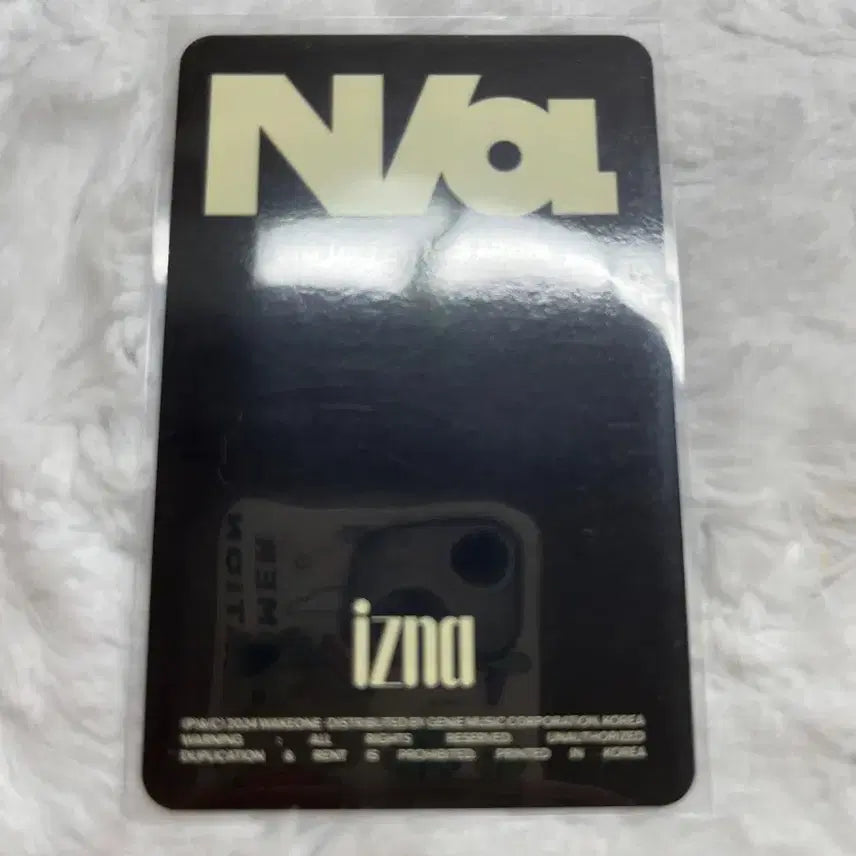 N/a
izna
(P)&(C) 2024 WAKEONE. DISTRIBUTED BY GENIE MUSIC CORPORATION, KOREA
WARNING : ALL RIGHTS RESERVED. UNAUTHORIZED
DUPLICATION & RENT IS PROHIBITED. PRINTED IN KOREA